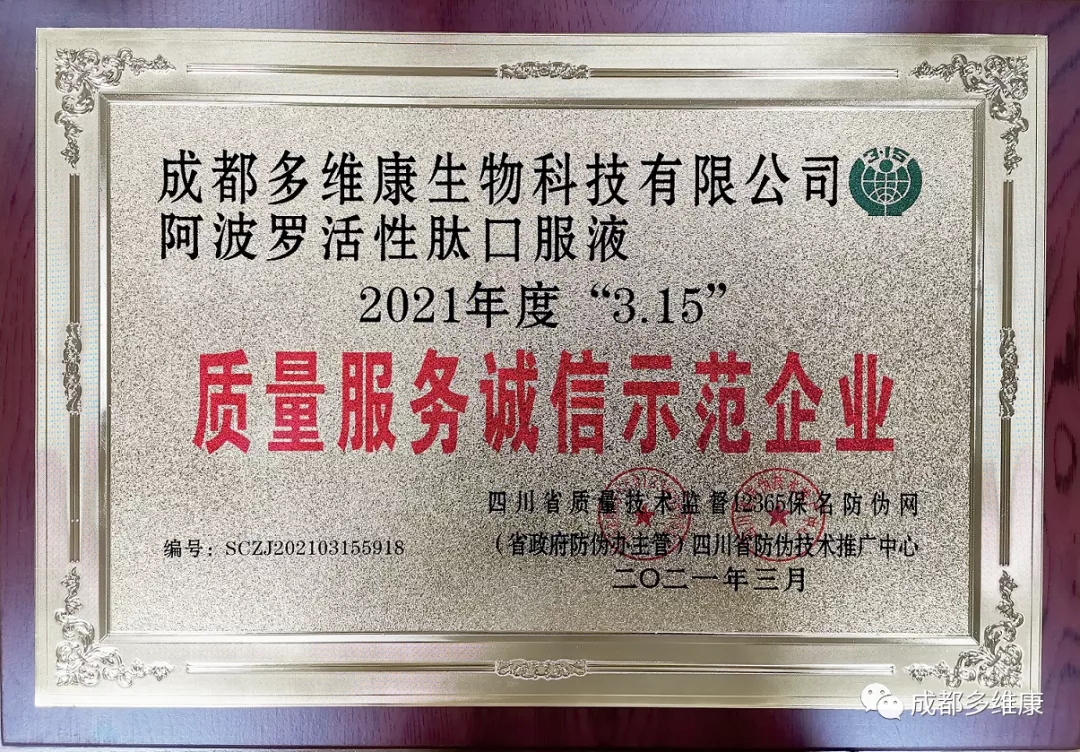 成都多维康生物科技有限公司
3·15
阿波罗活性肽口服液
2021年度“3.15”
质量服务诚信示范企业
四川省质量技术监督12365保名防伪网
编号：SCZJ202103155918
（省政府防伪办主管）四川省防伪技术推广中心
二〇二一年三月
成都多维康